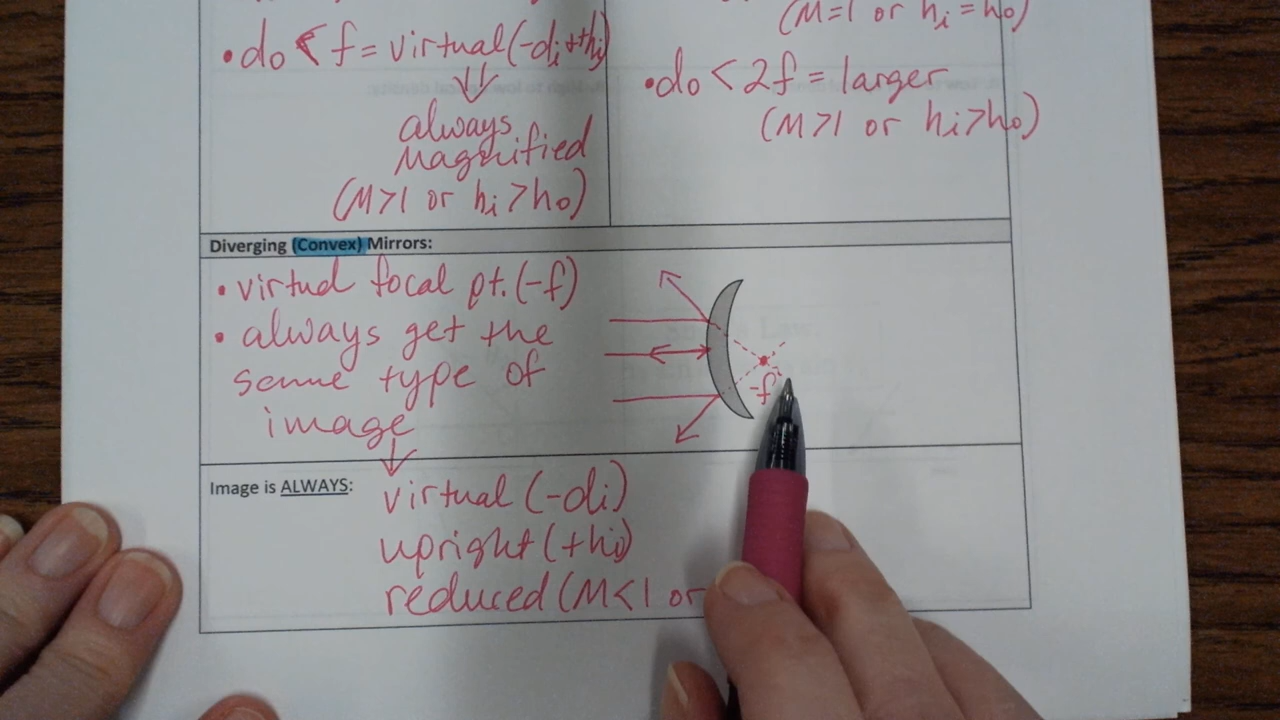 •do < f = virtual (-di +hi)
always
magnified
(M>1 or hi>ho)
(M=1 or hi=ho)
•do < 2f = larger
(M>1 or hi>ho)
Diverging (Convex) Mirrors:
• virtual focal pt. (-f)
• always get the
same type of
image
-f
Image is ALWAYS:
virtual (-di)
upright (+hi)
reduced (M<1 or